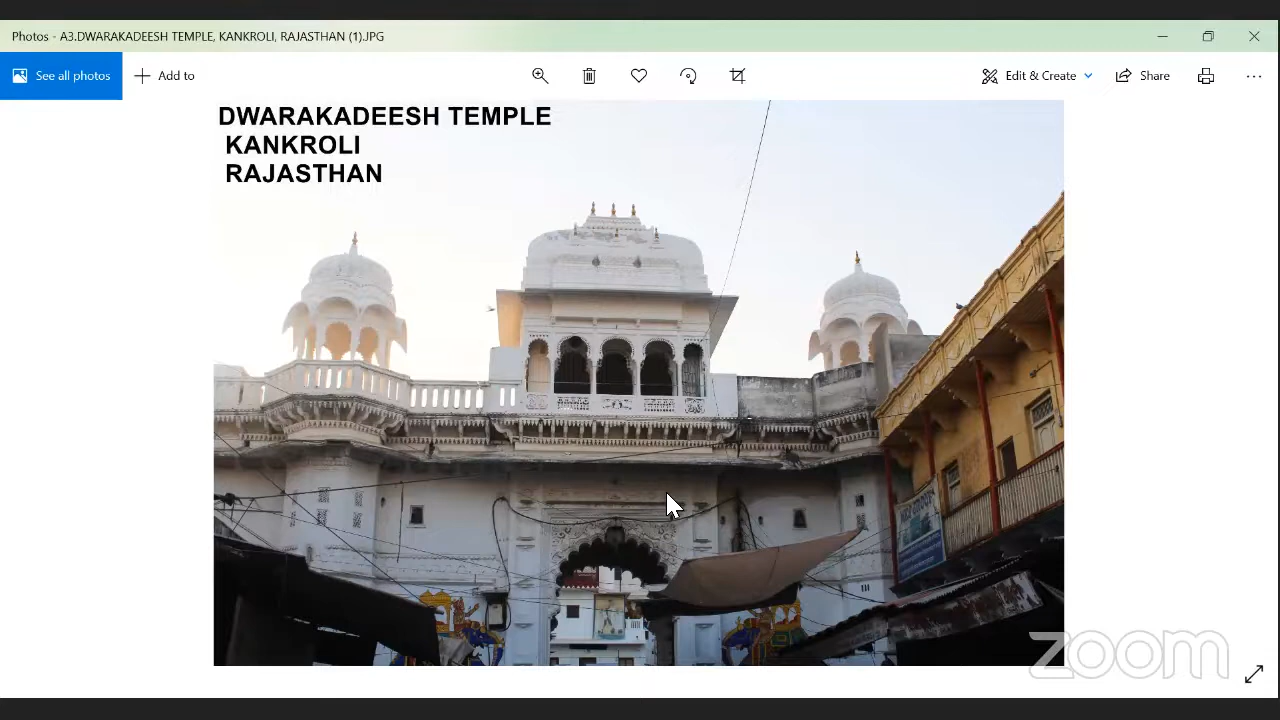 Photos - A3.DWARAKADEESH TEMPLE, KANKROLI, RAJASTHAN (1).JPG
See all photos
Add to
Edit & Create
Share
DWARAKADEESH TEMPLE
KANKROLI
RAJASTHAN
zoom